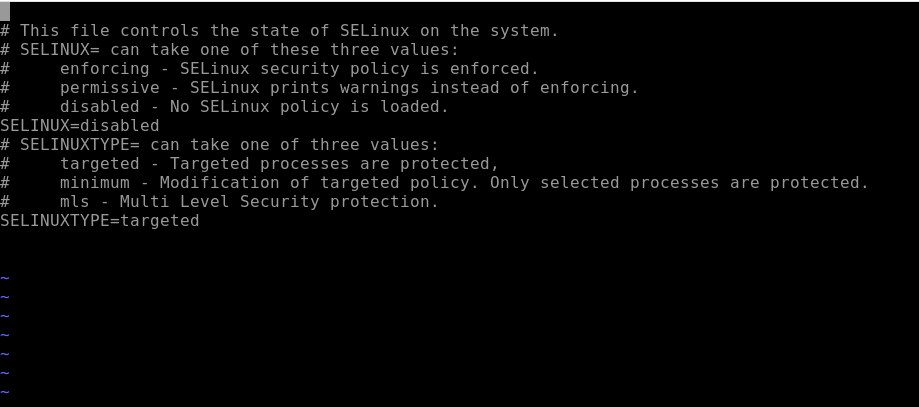 # This file controls the state of SELinux on the system.
# SELINUX= can take one of these three values:
#     enforcing - SELinux security policy is enforced.
#     permissive - SELinux prints warnings instead of enforcing.
#     disabled - No SELinux policy is loaded.
SELINUX=disabled
# SELINUXTYPE= can take one of three values:
#     targeted - Targeted processes are protected,
#     minimum - Modification of targeted policy. Only selected processes are protected.
#     mls - Multi Level Security protection.
SELINUXTYPE=targeted
~
~
~
~
~
~
~